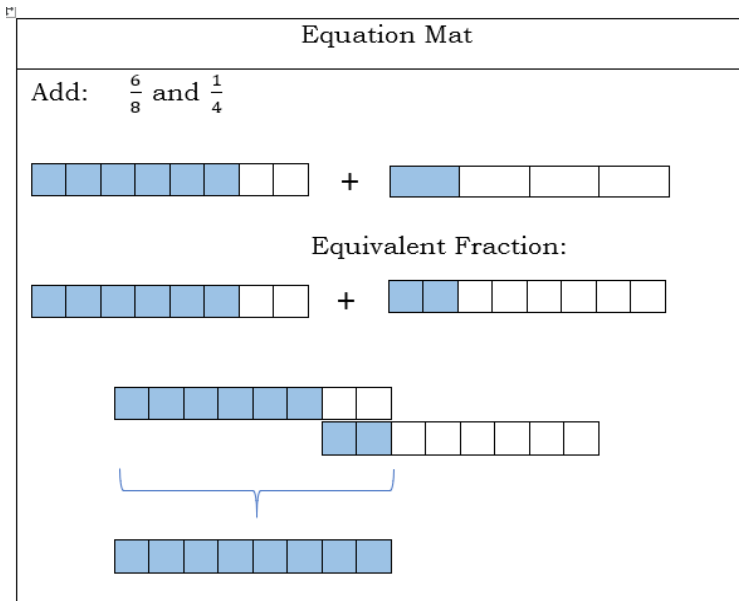 Equation Mat
Add: 6/8 and 1/4
+
Equivalent Fraction:
+